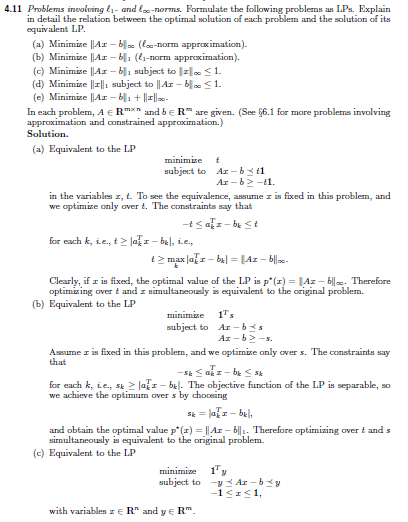 4.11 Problems involving ℓ1- and ℓ∞-norms. Formulate the following problems as LPs. Explain
in detail the relation between the optimal solution of each problem and the solution of its
equivalent LP.
(a) Minimize ‖Ax − b‖∞ (ℓ∞-norm approximation).
(b) Minimize ‖Ax − b‖1 (ℓ1-norm approximation).
(c) Minimize ‖Ax − b‖1 subject to ‖x‖∞ ≤ 1.
(d) Minimize ‖x‖1 subject to ‖Ax − b‖∞ ≤ 1.
(e) Minimize ‖Ax − b‖1 + ‖x‖∞.
In each problem, A ∈ R^{m×n} and b ∈ R^m are given. (See §6.1 for more problems involving
approximation and constrained approximation.)
Solution.
(a) Equivalent to the LP
minimize t
subject to Ax − b ⪯ t1
Ax − b ⪰ −t1.
in the variables x, t. To see the equivalence, assume x is fixed in this problem, and
we optimize only over t. The constraints say that
−t ≤ a_k^T x − b_k ≤ t
for each k, i.e., t ≥ |a_k^T x − b_k|, i.e.,
t ≥ max_k |a_k^T x − b_k| = ‖Ax − b‖∞.
Clearly, if x is fixed, the optimal value of the LP is p*(x) = ‖Ax − b‖∞. Therefore
optimizing over t and x simultaneously is equivalent to the original problem.
(b) Equivalent to the LP
minimize 1^T s
subject to Ax − b ⪯ s
Ax − b ⪰ −s.
Assume x is fixed in this problem, and we optimize only over s. The constraints say
that
−s_k ≤ a_k^T x − b_k ≤ s_k
for each k, i.e., s_k ≥ |a_k^T x − b_k|. The objective function of the LP is separable, so
we achieve the optimum over s by choosing
s_k = |a_k^T x − b_k|,
and obtain the optimal value p*(x) = ‖Ax − b‖1. Therefore optimizing over t and s
simultaneously is equivalent to the original problem.
(c) Equivalent to the LP
minimize 1^T y
subject to −y ⪯ Ax − b ⪯ y
−1 ≤ x ≤ 1,
with variables x ∈ R^n and y ∈ R^m.